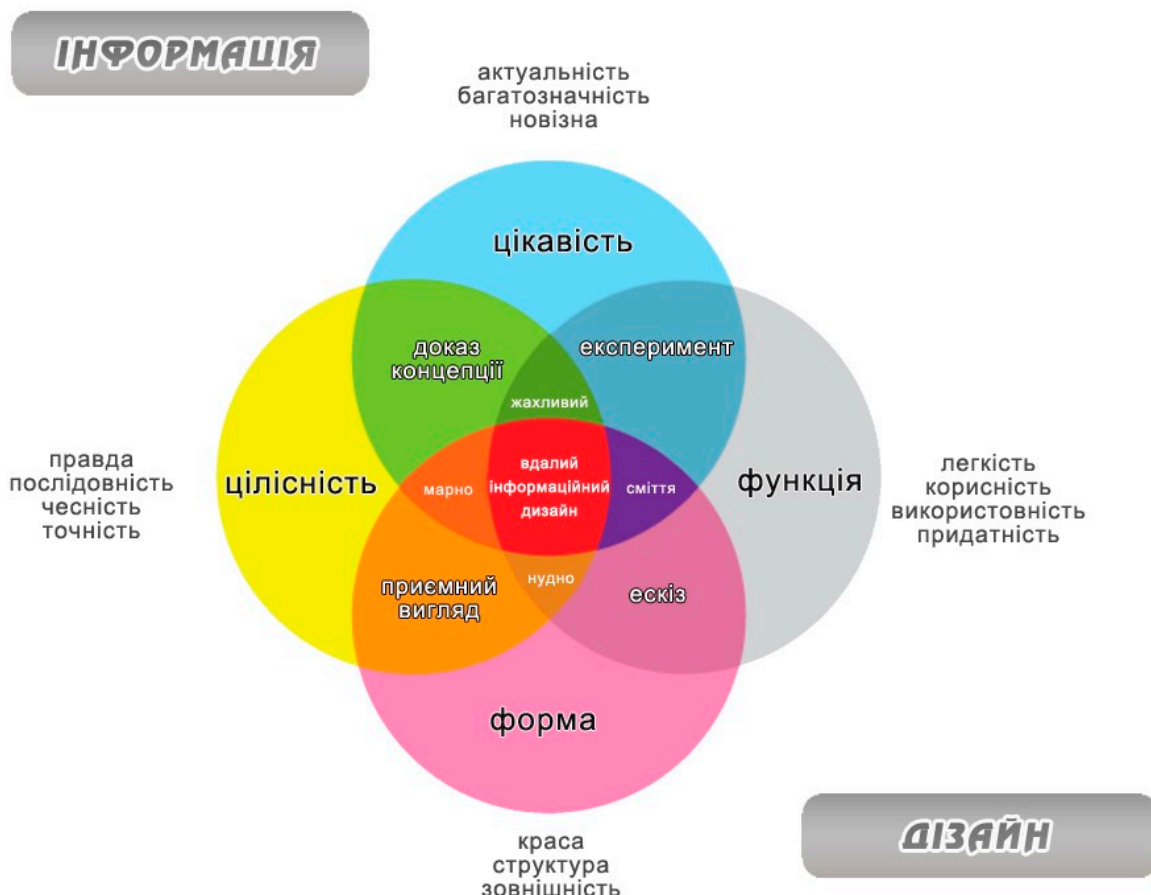 ІНФОРМАЦІЯ
актуальність
багатозначність
новізна
цікавість
доказ
концепції
експеримент
жахливий
правда
послідовність
чесність
точність
цілісність
марно
вдалий
інформаційний
дизайн
сміття
функція
легкість
корисність
використовність
придатність
приємний
вигляд
нудно
ескіз
форма
краса
структура
зовнішність
ДІЗАЙН